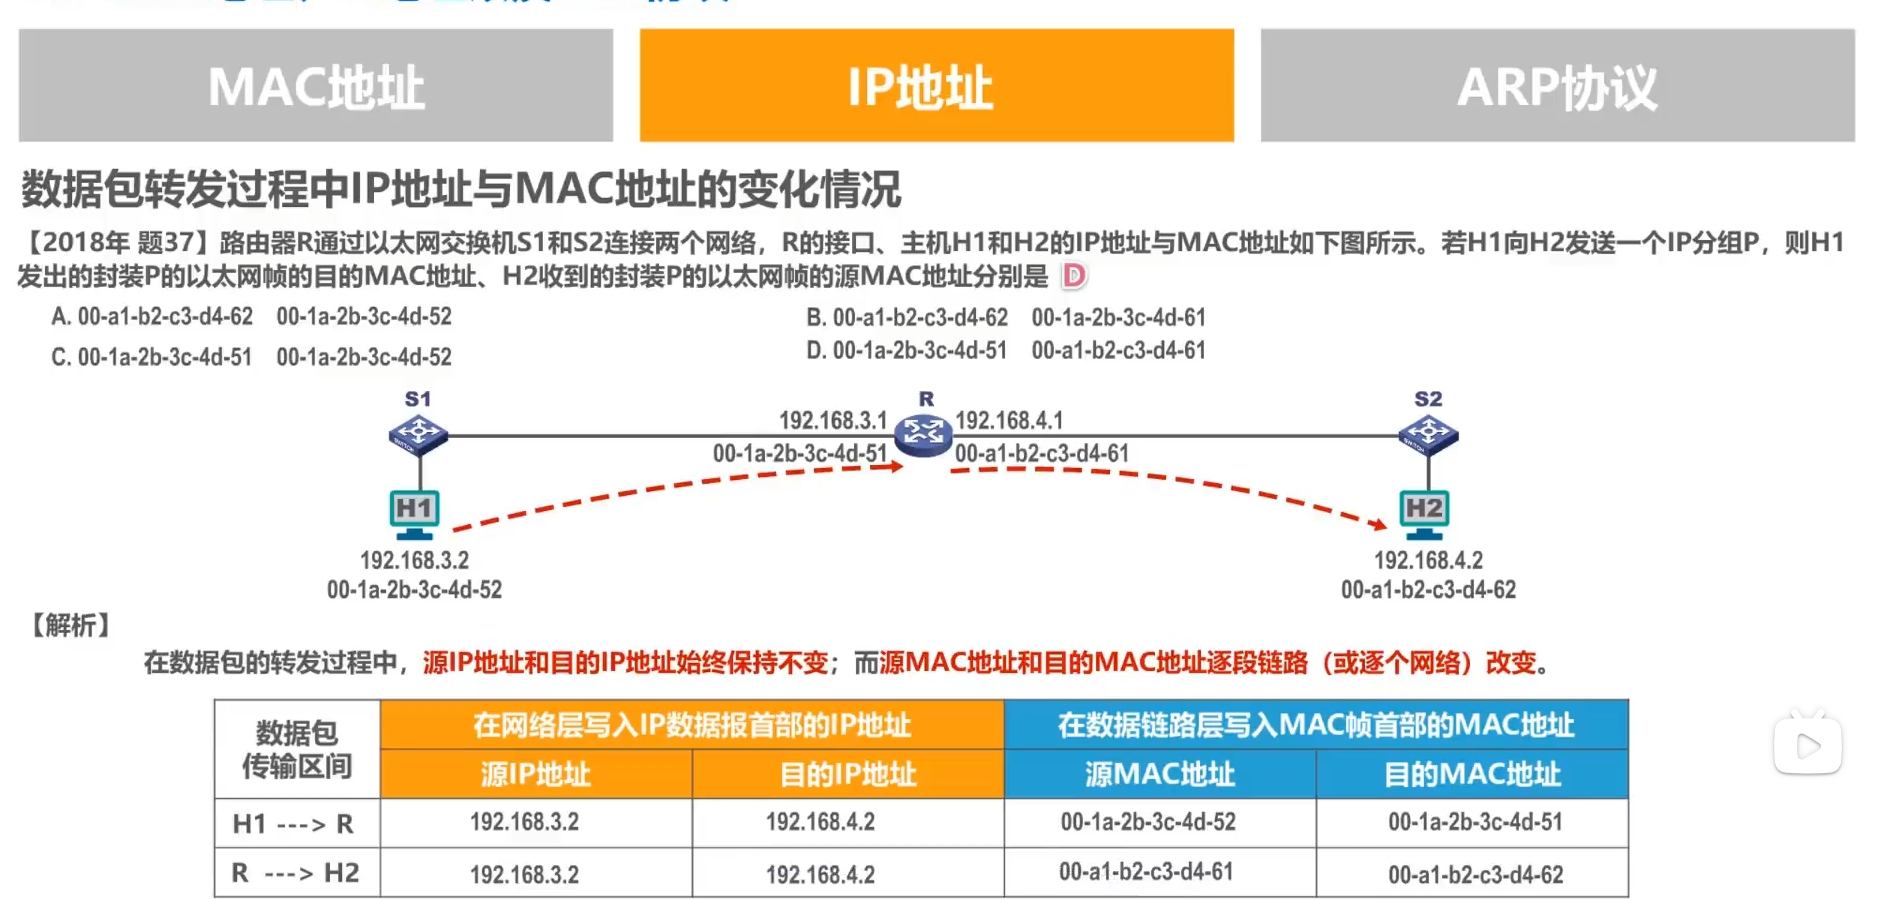 MAC地址
IP地址
ARP协议
数据包转发过程中IP地址与MAC地址的变化情况
【2018年 题37】路由器R通过以太网交换机S1和S2连接两个网络，R的接口、主机H1和H2的IP地址与MAC地址如下图所示。若H1向H2发送一个IP分组P，则H1
发出的封装P的以太网帧的目的MAC地址、H2收到的封装P的以太网帧的源MAC地址分别是 D
A. 00-a1-b2-c3-d4-62 00-1a-2b-3c-4d-52
B. 00-a1-b2-c3-d4-62 00-1a-2b-3c-4d-61
C. 00-1a-2b-3c-4d-51 00-1a-2b-3c-4d-52
D. 00-1a-2b-3c-4d-51 00-a1-b2-c3-d4-61
S1
R
S2
192.168.3.1
192.168.4.1
SWITCH
SWITCH
00-1a-2b-3c-4d-51
00-a1-b2-c3-d4-61
H1
H2
192.168.3.2
192.168.4.2
00-1a-2b-3c-4d-52
00-a1-b2-c3-d4-62
【解析】
在数据包的转发过程中，源IP地址和目的IP地址始终保持不变；而源MAC地址和目的MAC地址逐段链路（或逐个网络）改变。
数据包
传输区间
在网络层写入IP数据报首部的IP地址
在数据链路层写入MAC帧首部的MAC地址
源IP地址
目的IP地址
源MAC地址
目的MAC地址
H1 ---> R
192.168.3.2
192.168.4.2
00-1a-2b-3c-4d-52
00-1a-2b-3c-4d-51
R ---> H2
192.168.3.2
192.168.4.2
00-a1-b2-c3-d4-61
00-a1-b2-c3-d4-62